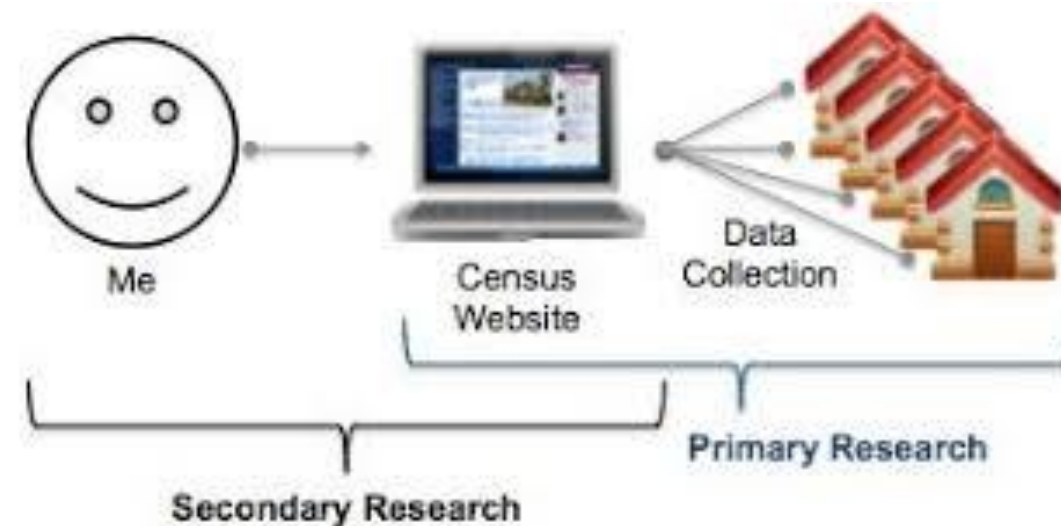 Me
Census
Website
Data
Collection
Primary Research
Secondary Research